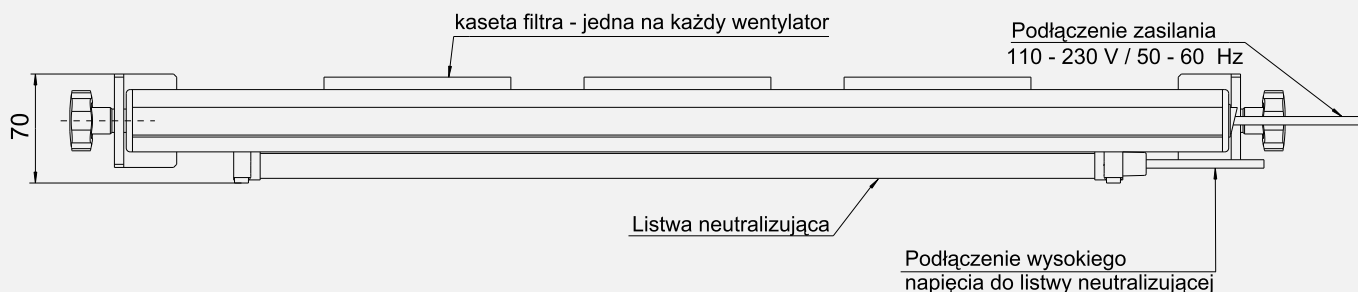 kaseta filtra - jedna na każdy wentylator
Podłączenie zasilania
110 - 230 V / 50 - 60 Hz
70
Listwa neutralizująca
Podłączenie wysokiego
napięcia do listwy neutralizującej